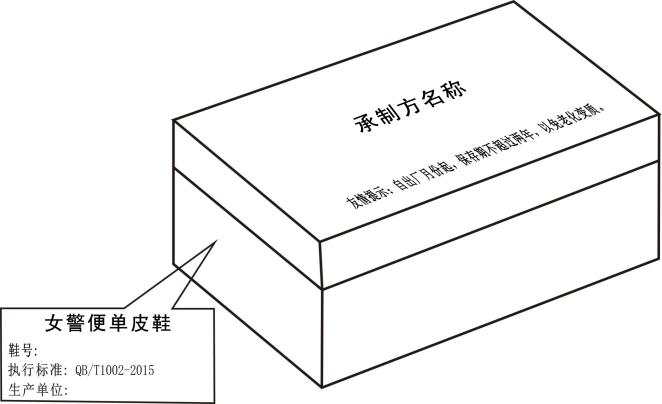 承制方名称
友情提示：自出厂月份起，保存期不超过两年，以免老化变质。
女警便单皮鞋
鞋号：
执行标准：QB/T1002-2015
生产单位：